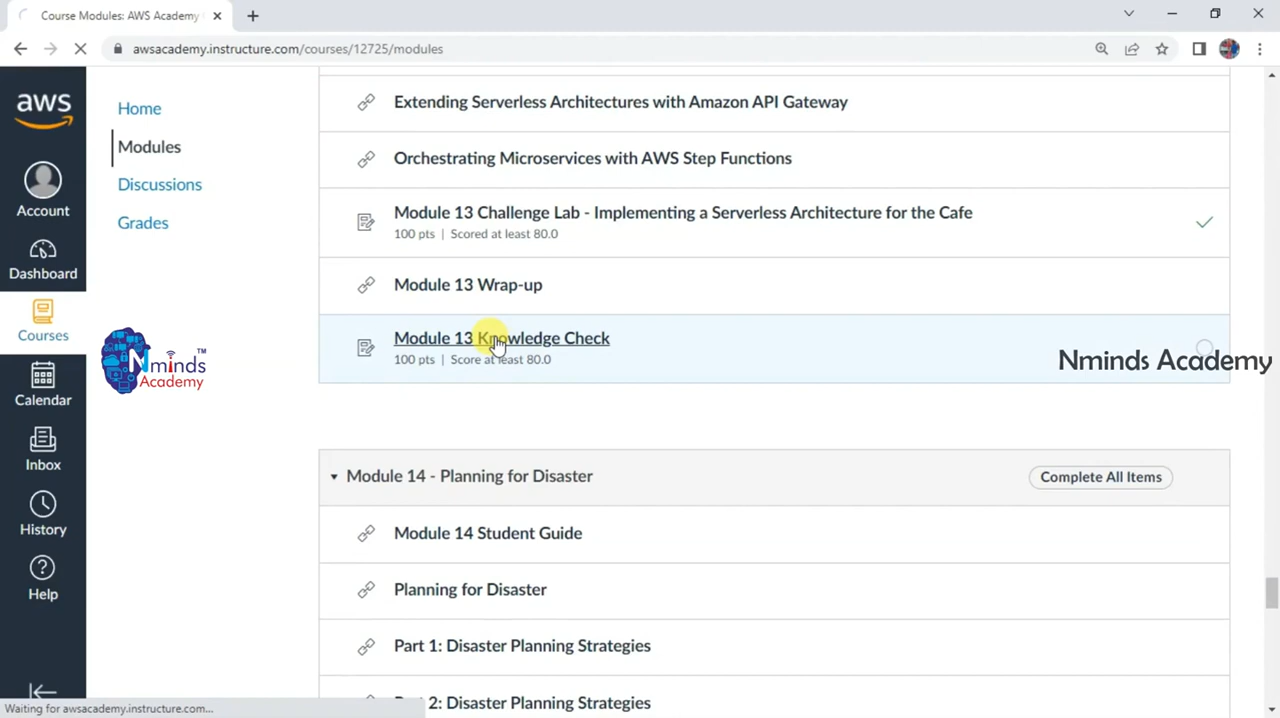 Course Modules: AWS Academy
awsacademy.instructure.com/courses/12725/modules
aws
Account
Dashboard
Courses
Calendar
Inbox
History
Help
Home
Modules
Discussions
Grades
Nminds
Academy
TM
Extending Serverless Architectures with Amazon API Gateway
Orchestrating Microservices with AWS Step Functions
Module 13 Challenge Lab - Implementing a Serverless Architecture for the Cafe
100 pts | Scored at least 80.0
Module 13 Wrap-up
Module 13 Knowledge Check
100 pts | Score at least 80.0
Nminds Academy
Module 14 - Planning for Disaster
Complete All Items
Module 14 Student Guide
Planning for Disaster
Part 1: Disaster Planning Strategies
2: Disaster Planning Strategies
Waiting for awsacademy.instructure.com...